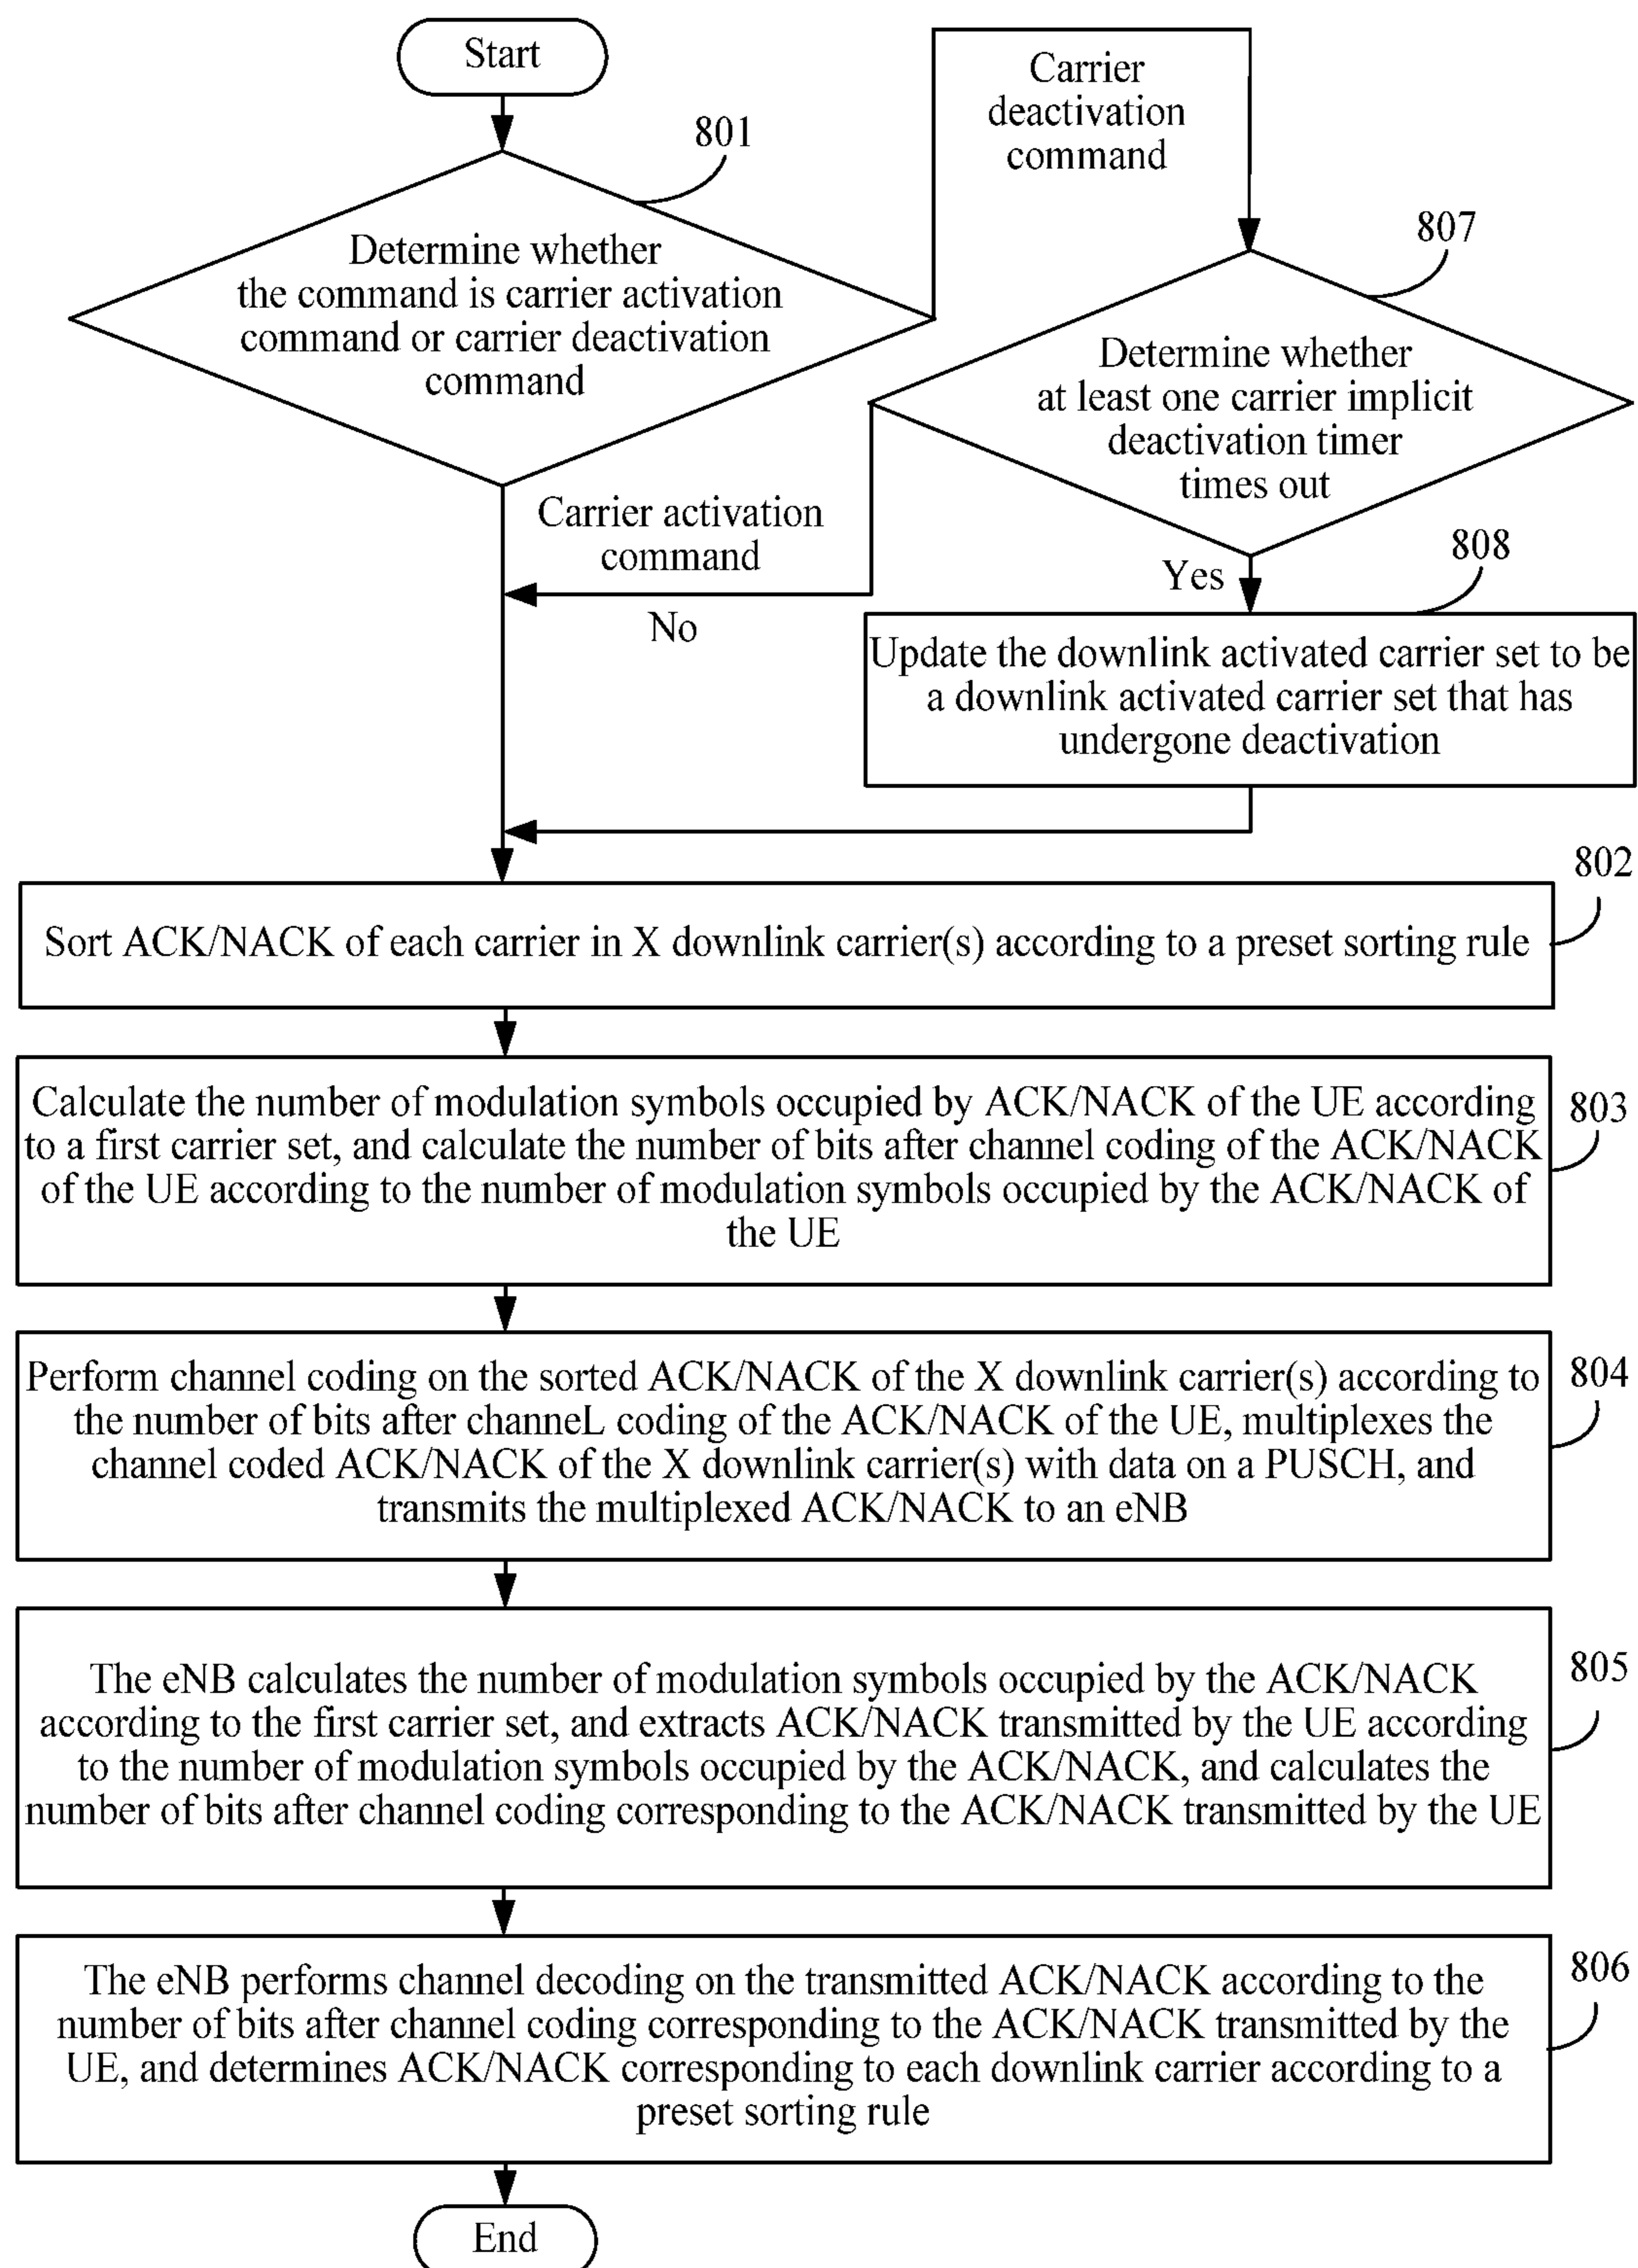 Start
801
Determine whether
the command is carrier activation
command or carrier deactivation
command
Carrier
deactivation
command
807
Determine whether
at least one carrier implicit
deactivation timer
times out
Carrier activation
command
No
Yes
808
Update the downlink activated carrier set to be
a downlink activated carrier set that has
undergone deactivation
802
Sort ACK/NACK of each carrier in X downlink carrier(s) according to a preset sorting rule
803
Calculate the number of modulation symbols occupied by ACK/NACK of the UE according
to a first carrier set, and calculate the number of bits after channel coding of the ACK/NACK
of the UE according to the number of modulation symbols occupied by the ACK/NACK of
the UE
804
Perform channel coding on the sorted ACK/NACK of the X downlink carrier(s) according to
the number of bits after channeL coding of the ACK/NACK of the UE, multiplexes the
channel coded ACK/NACK of the X downlink carrier(s) with data on a PUSCH, and
transmits the multiplexed ACK/NACK to an eNB
805
The eNB calculates the number of modulation symbols occupied by the ACK/NACK
according to the first carrier set, and extracts ACK/NACK transmitted by the UE according
to the number of modulation symbols occupied by the ACK/NACK, and calculates the
number of bits after channel coding corresponding to the ACK/NACK transmitted by the UE
806
The eNB performs channel decoding on the transmitted ACK/NACK according to the
number of bits after channel coding corresponding to the ACK/NACK transmitted by the
UE, and determines ACK/NACK corresponding to each downlink carrier according to a
preset sorting rule
End